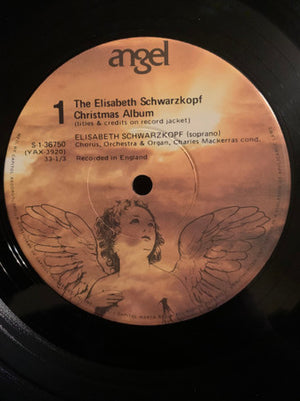 angel
1
The Elisabeth Schwarzkopf
Christmas Album
(titles & credits on record jacket)
S 1-36750
(Y-AX-3920)
33-1/3
ELISABETH SCHWARZKOPF (soprano)
Chorus, Orchestra & Organ, Charles Mackerras cond.
Recorded in England